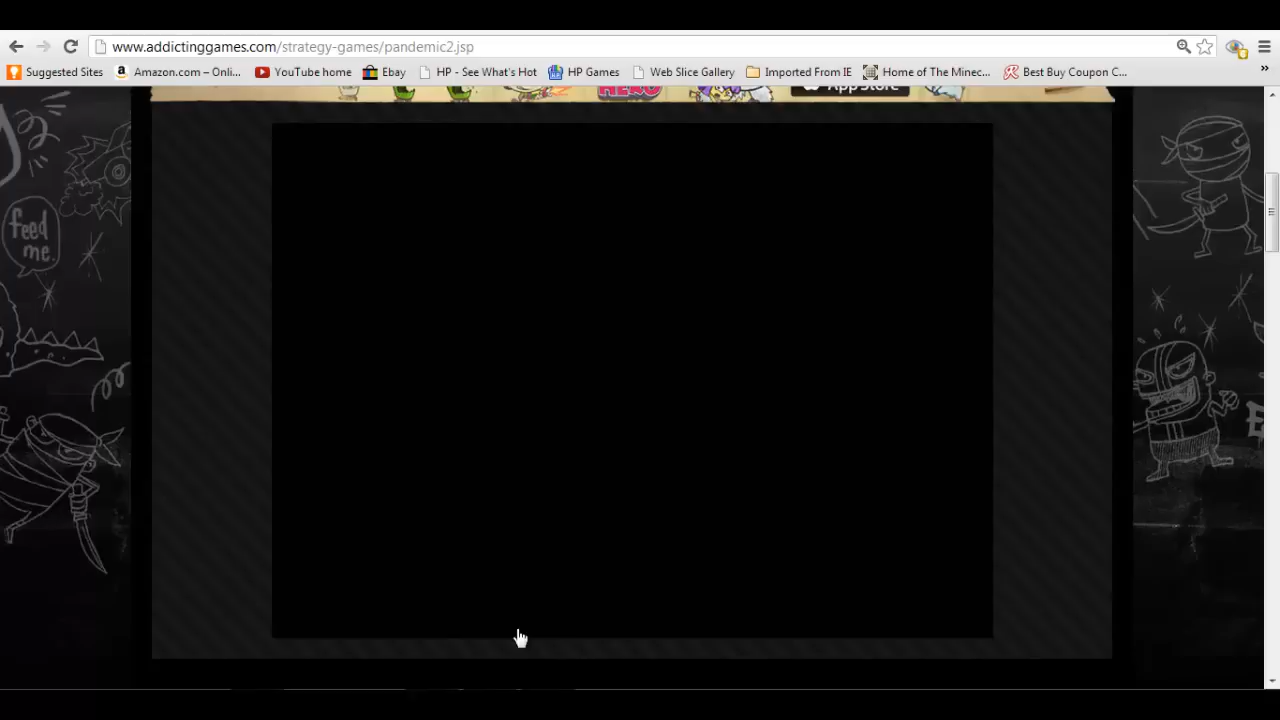 www.addictinggames.com/strategy-games/pandemic2.jsp
Suggested Sites Amazon.com – Onli... YouTube home Ebay HP - See What's Hot HP Games Web Slice Gallery Imported From IE Home of The Minec... Best Buy Coupon C... »
HERO App Store
feed
me.